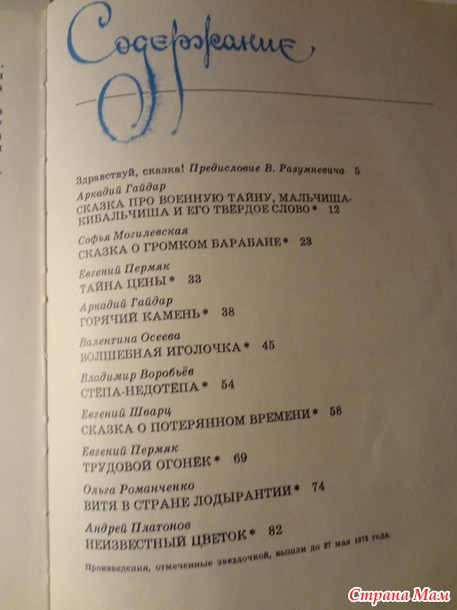 Содержание
Здравствуй, сказка! Предисловие В. Разумневича 5
Аркадий Гайдар
СКАЗКА ПРО ВОЕННУЮ ТАЙНУ, МАЛЬЧИША-
КИБАЛЬЧИША И ЕГО ТВЁРДОЕ СЛОВО* 12
Софья Могилевская
СКАЗКА О ГРОМКОМ БАРАБАНЕ* 23
Евгений Пермяк
ТАЙНА ЦЕНЫ* 33
Аркадий Гайдар
ГОРЯЧИЙ КАМЕНЬ* 38
Валентина Осеева
ВОЛШЕБНАЯ ИГОЛОЧКА* 45
Владимир Воробьёв
СТЁПА-НЕДОТЁПА* 54
Евгений Шварц
СКАЗКА О ПОТЕРЯННОМ ВРЕМЕНИ* 58
Евгений Пермяк
ТРУДОВОЙ ОГОНЁК* 69
Ольга Романченко
ВИТЯ В СТРАНЕ ЛОДЫРАНТИИ* 74
Андрей Платонов
НЕИЗВЕСТНЫЙ ЦВЕТОК* 82
Произведения, отмеченные звездочкой, вышли до 27 мая 1973 года.
Страна Мам